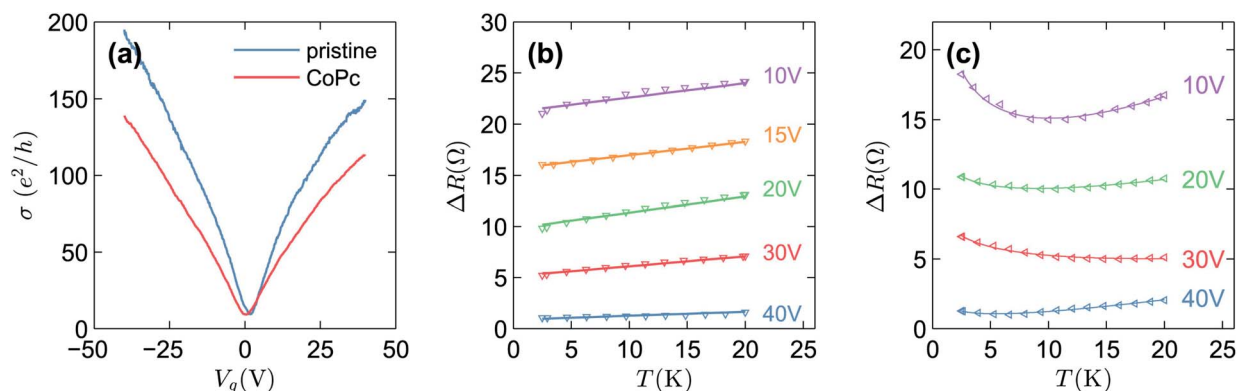 (a)
pristine
CoPc
200
150
100
50
0
σ (e²/h)
−50
−25
0
25
50
V_g(V)
(b)
30
25
20
15
10
5
0
ΔR(Ω)
10V
15V
20V
30V
40V
0
5
10
15
20
25
T(K)
(c)
20
15
10
5
0
ΔR(Ω)
10V
20V
30V
40V
0
5
10
15
20
25
T(K)